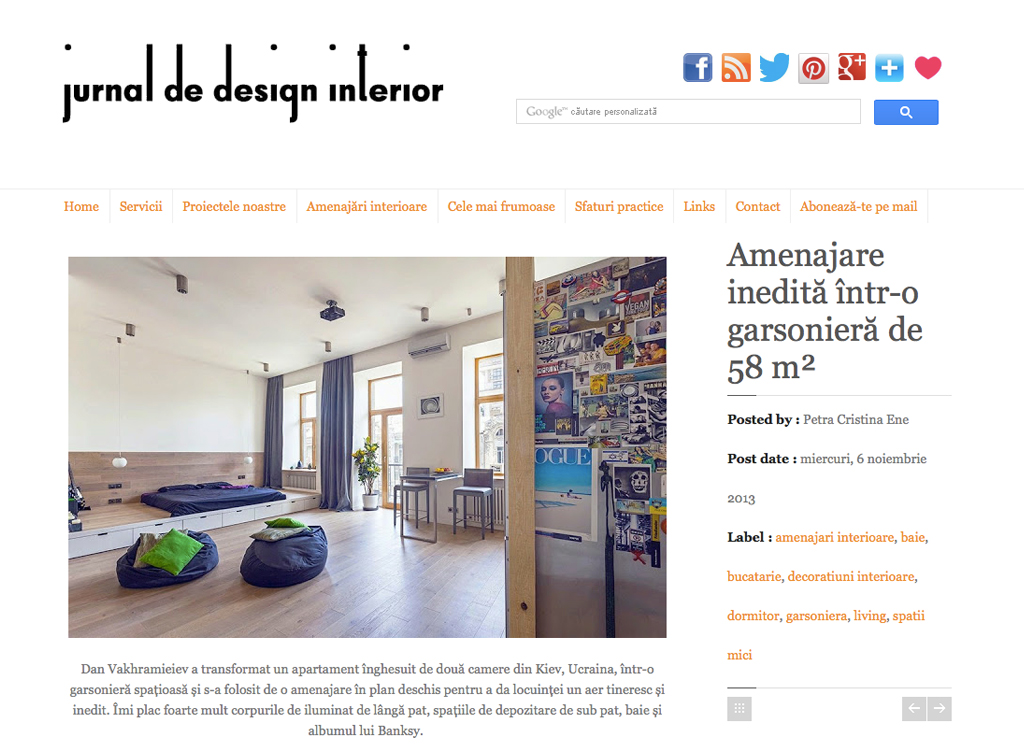 jurnal de design interior
Google™ căutare personalizată
Home Servicii Proiectele noastre Amenajări interioare Cele mai frumoase Sfaturi practice Links Contact Abonează-te pe mail
VEGAN
VOGUE
Amenajare
inedită într-o
garsonieră de
58 m²
Posted by : Petra Cristina Ene
Post date : miercuri, 6 noiembrie
2013
Label : amenajari interioare, baie,
bucatarie, decoratiuni interioare,
dormitor, garsoniera, living, spatii
mici
Dan Vakhramieiev a transformat un apartament înghesuit de două camere din Kiev, Ucraina, într-o
garsonieră spațioasă și s-a folosit de o amenajare în plan deschis pentru a da locuinței un aer tineresc și
inedit. Îmi plac foarte mult corpurile de iluminat de lângă pat, spațiile de depozitare de sub pat, baie și
albumul lui Banksy.